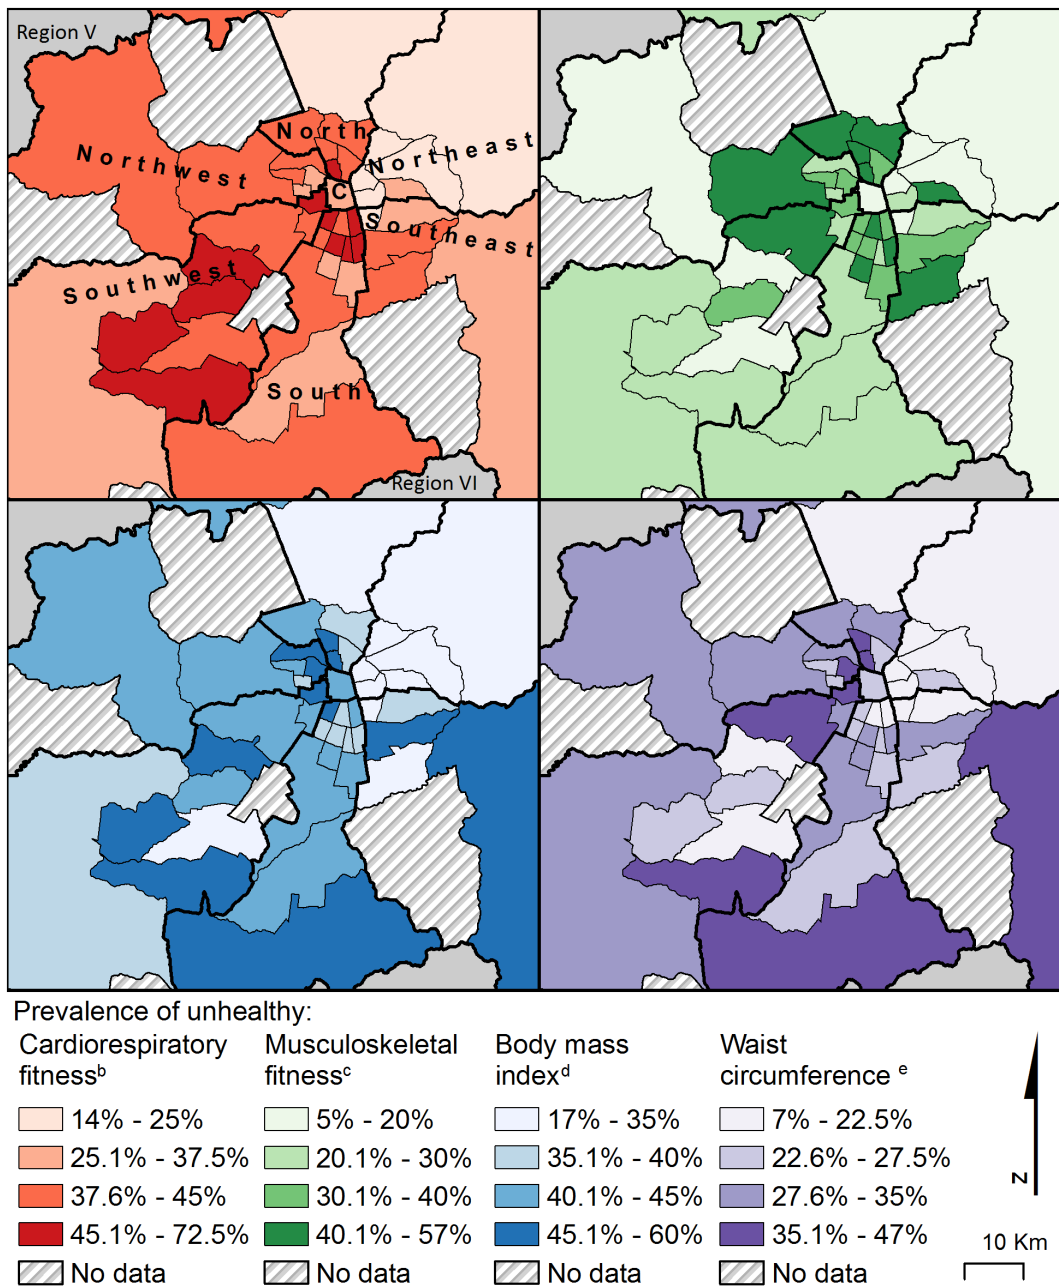 Region V
North
Northwest
Northeast
C
Southeast
Southwest
South
Region VI
Prevalence of unhealthy:
Cardiorespiratory
fitnessᵇ
14% - 25%
25.1% - 37.5%
37.6% - 45%
45.1% - 72.5%
No data
Musculoskeletal
fitnessᶜ
5% - 20%
20.1% - 30%
30.1% - 40%
40.1% - 57%
No data
Body mass
indexᵈ
17% - 35%
35.1% - 40%
40.1% - 45%
45.1% - 60%
No data
Waist
circumference ᵉ
7% - 22.5%
22.6% - 27.5%
27.6% - 35%
35.1% - 47%
No data
N
10 Km